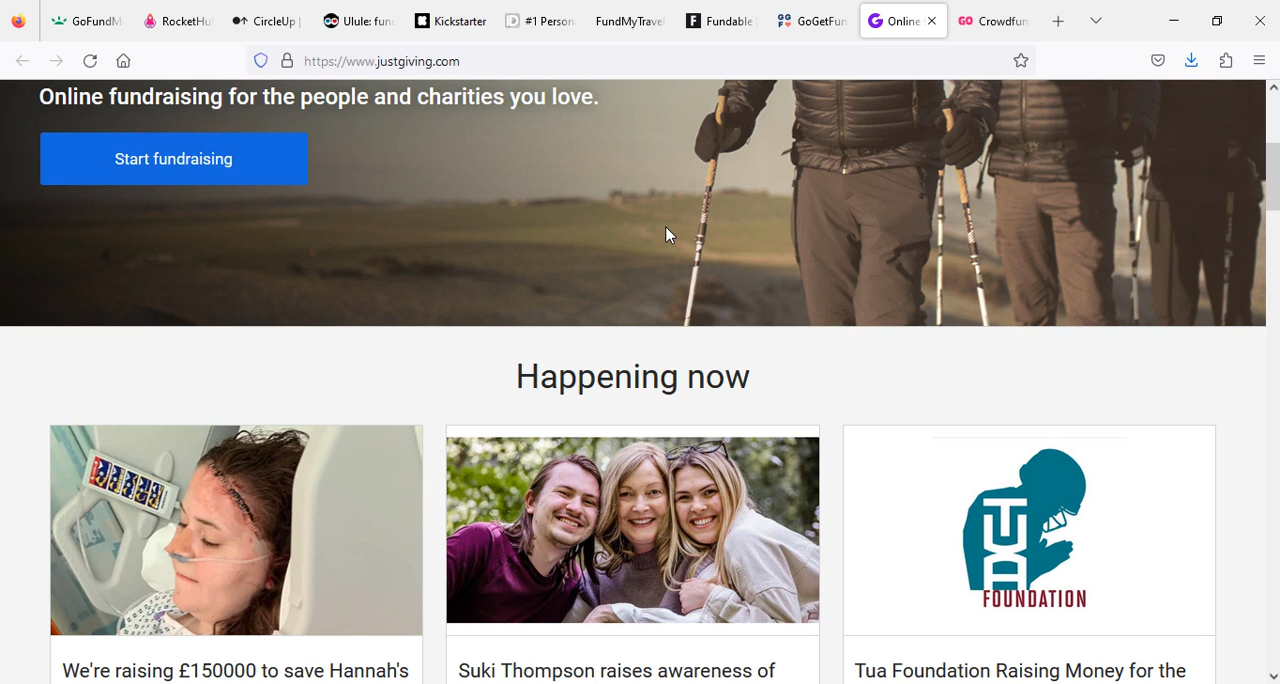 GoFundM
RocketHu
CircleUp
Ulule: fun
Kickstarter
#1 Person
FundMyTrave
Fundable
GoGetFun
Online
Crowdfun
https://www.justgiving.com
Online fundraising for the people and charities you love.
Start fundraising
Happening now
TUA
FOUNDATION
We're raising £150000 to save Hannah's
Suki Thompson raises awareness of
Tua Foundation Raising Money for the